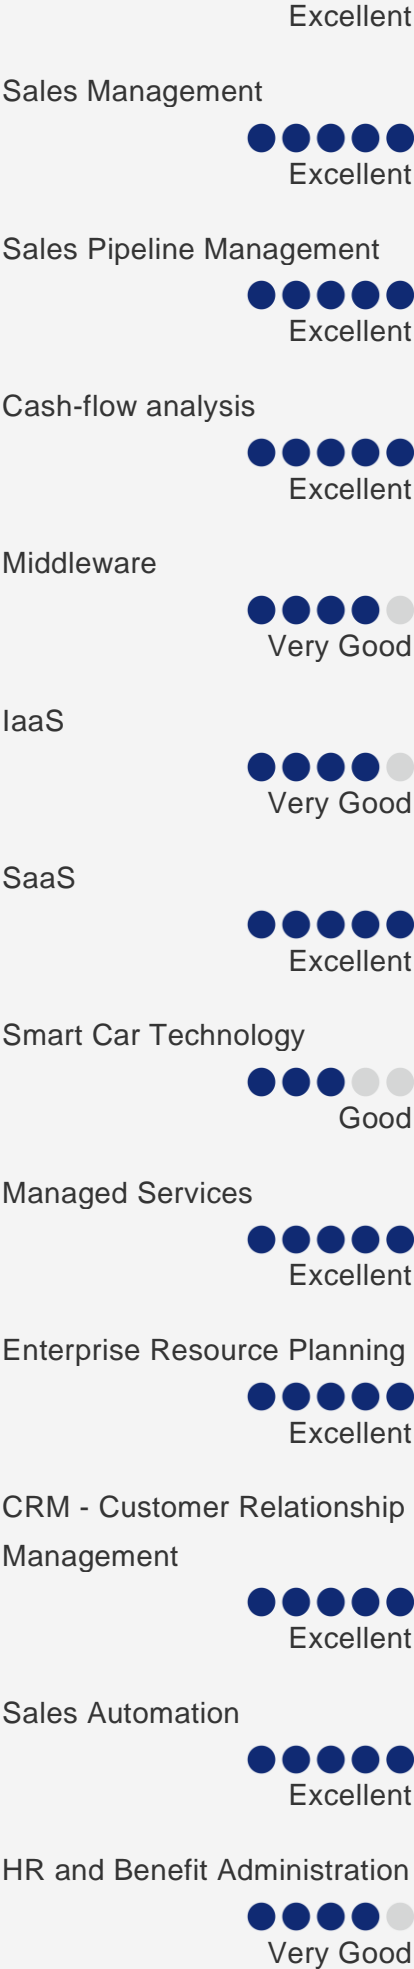 Excellent
Sales Management
Excellent
Sales Pipeline Management
Excellent
Cash-flow analysis
Excellent
Middleware
Very Good
IaaS
Very Good
SaaS
Excellent
Smart Car Technology
Good
Managed Services
Excellent
Enterprise Resource Planning
Excellent
CRM - Customer Relationship
Management
Excellent
Sales Automation
Excellent
HR and Benefit Administration
Very Good